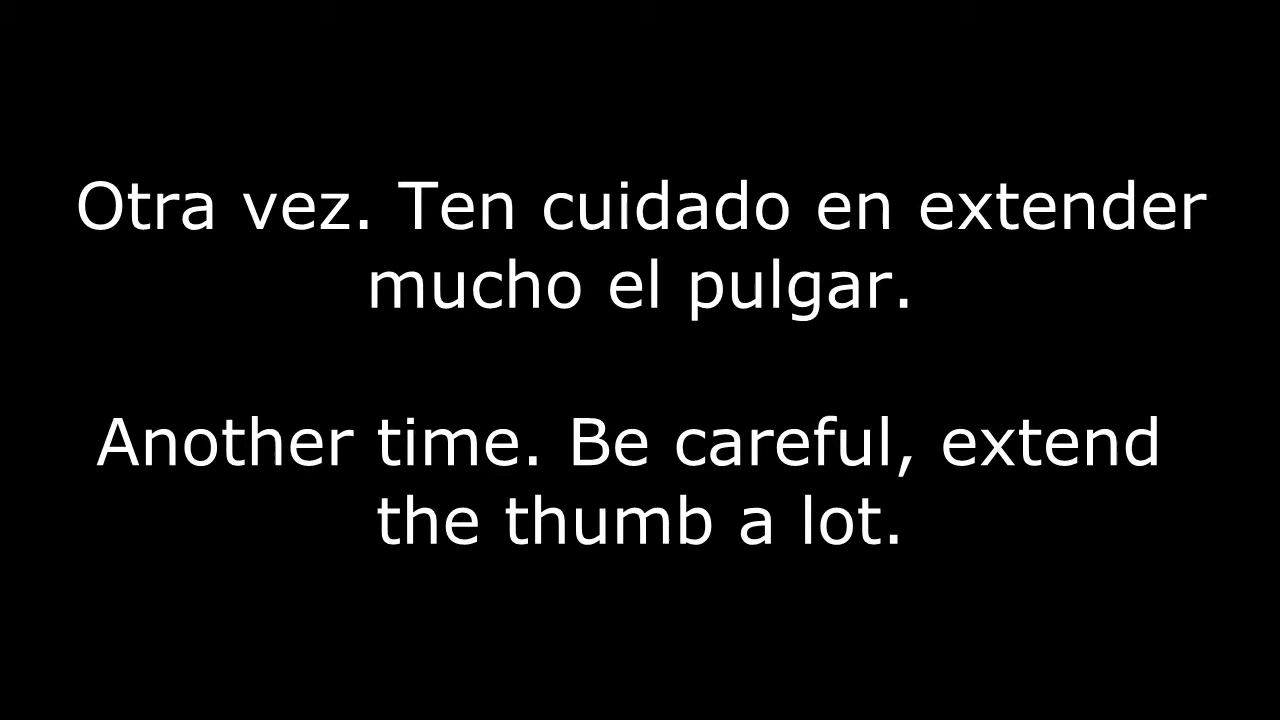 Otra vez. Ten cuidado en extender
mucho el pulgar.
Another time. Be careful, extend
the thumb a lot.